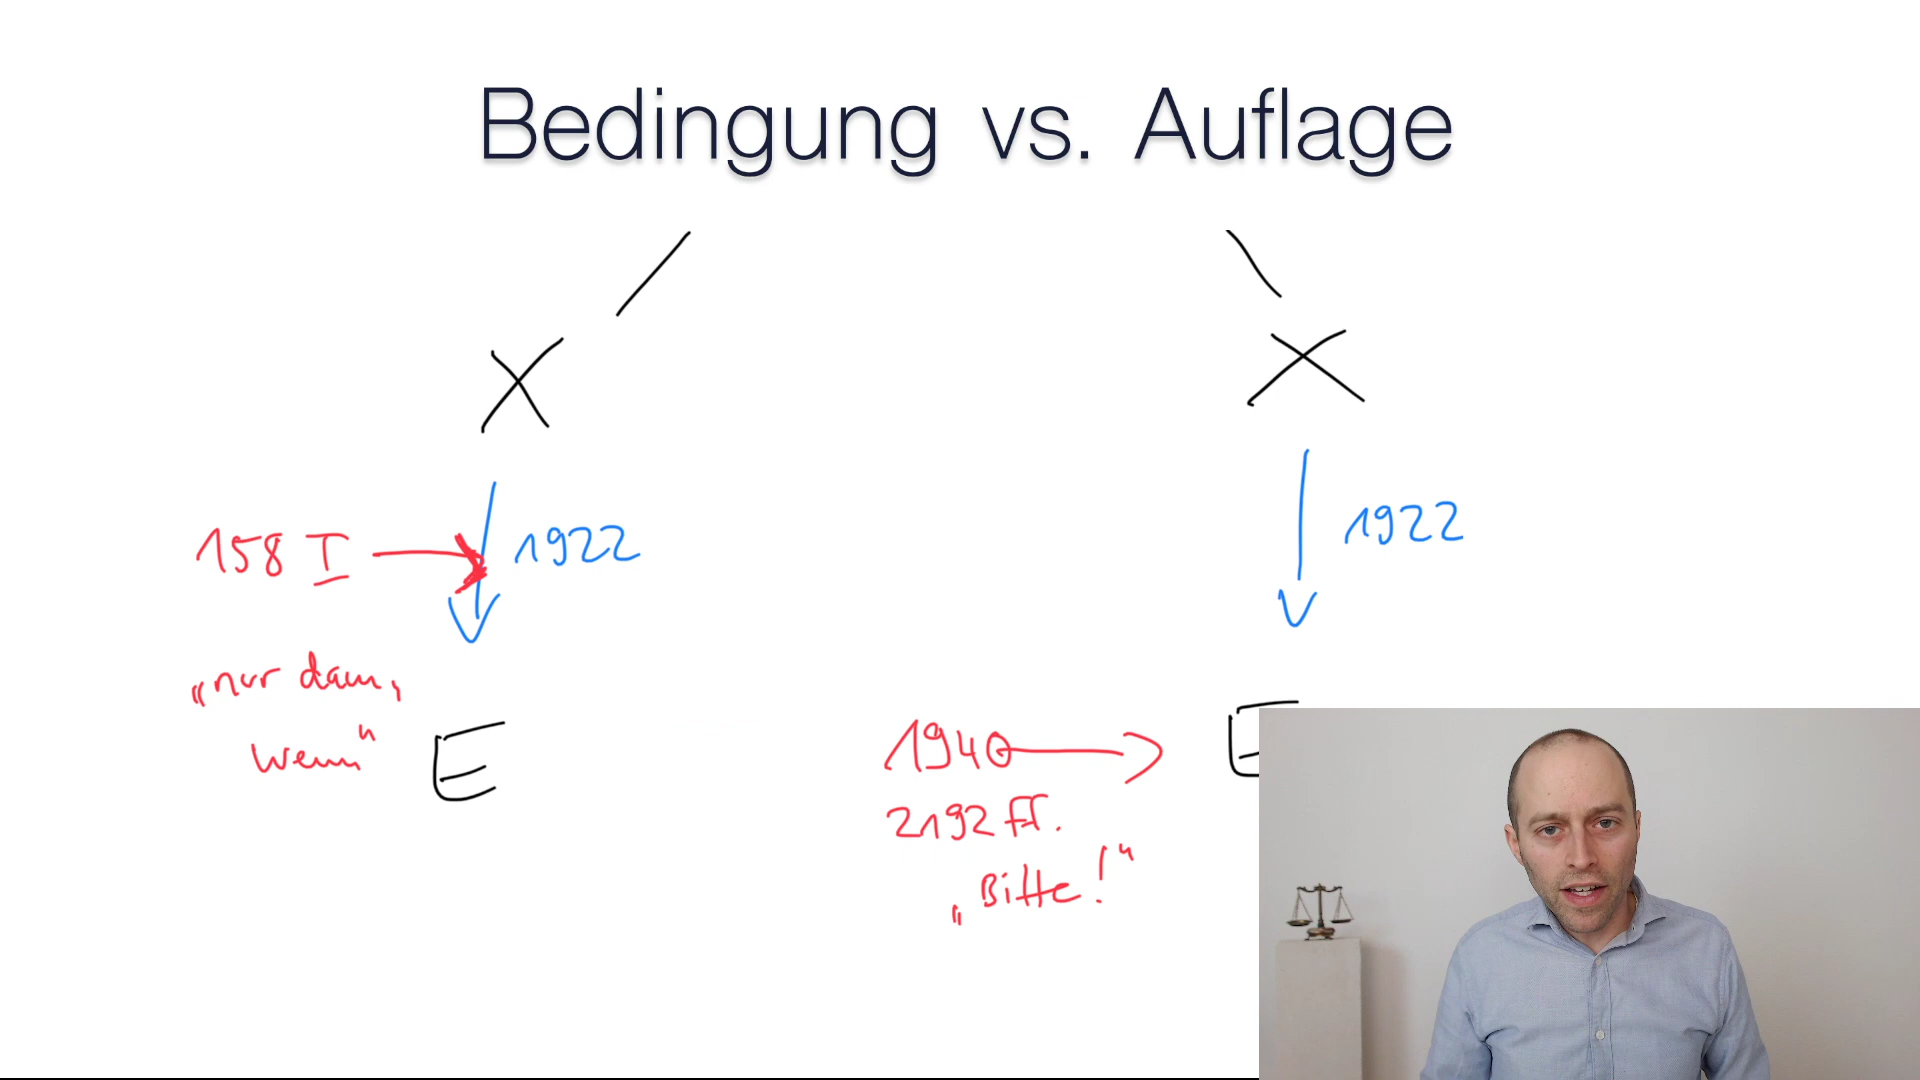 Bedingung vs. Auflage
X
X
158 I
1922
1922
„nur dann,
wenn“
E
1940
2192 ff.
„Bitte!“
E